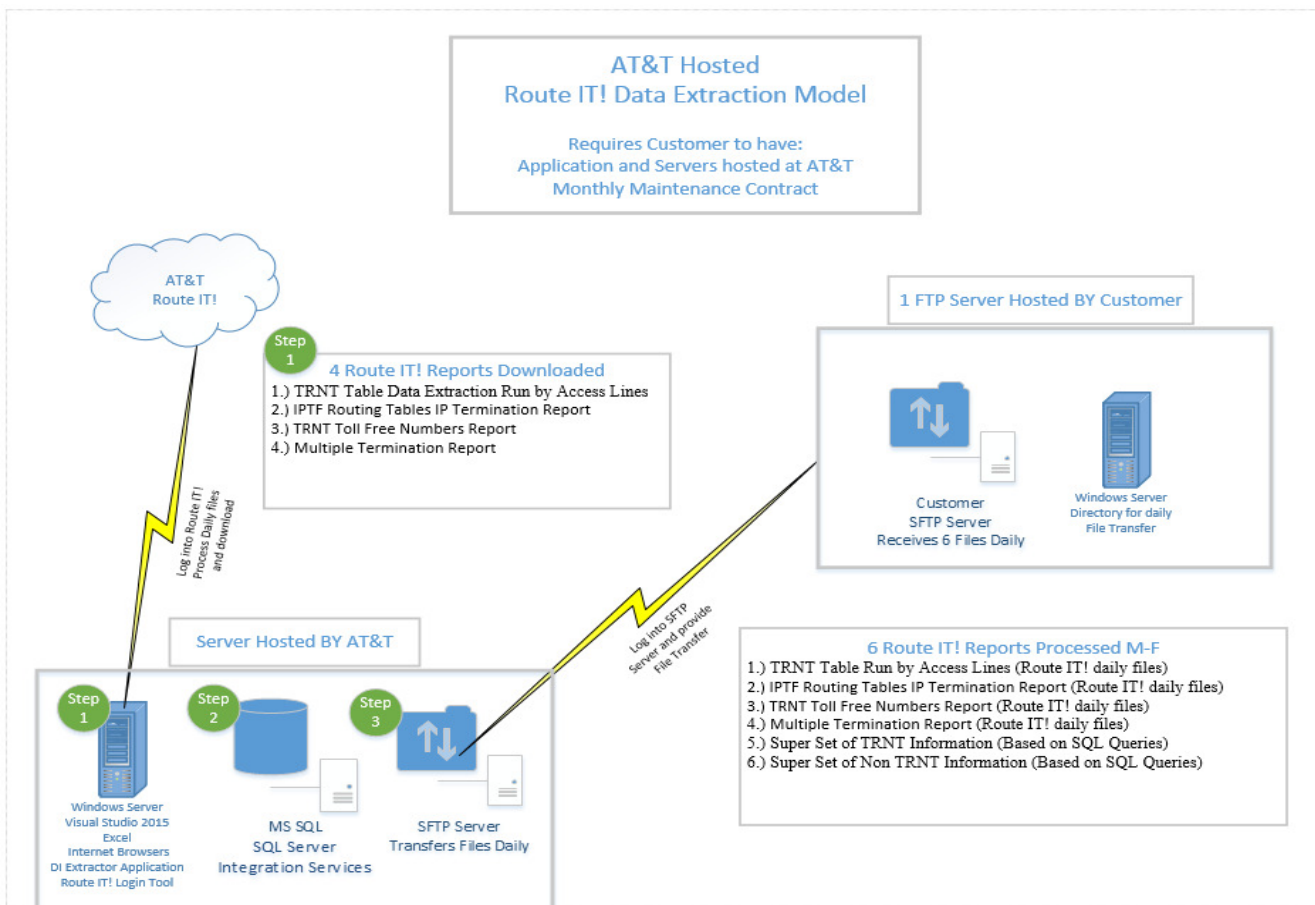 AT&T Hosted
Route IT! Data Extraction Model
Requires Customer to have:
Application and Servers hosted at AT&T
Monthly Maintenance Contract
AT&T
Route IT!
Step
1
4 Route IT! Reports Downloaded
1.) TRNT Table Data Extraction Run by Access Lines
2.) IPTF Routing Tables IP Termination Report
3.) TRNT Toll Free Numbers Report
4.) Multiple Termination Report
1 FTP Server Hosted BY Customer
Customer
SFTP Server
Receives 6 Files Daily
Windows Server
Directory for daily
File Transfer
Log into Route IT!
Process Daily files
and download
Log into SFTP
Server and provide
File Transfer
Server Hosted BY AT&T
Step
1
Windows Server
Visual Studio 2015
Excel
Internet Browsers
DI Extractor Application
Route IT! Login Tool
Step
2
MS SQL
SQL Server
Integration Services
Step
3
SFTP Server
Transfers Files Daily
6 Route IT! Reports Processed M-F
1.) TRNT Table Run by Access Lines (Route IT! daily files)
2.) IPTF Routing Tables IP Termination Report (Route IT! daily files)
3.) TRNT Toll Free Numbers Report (Route IT! daily files)
4.) Multiple Termination Report (Route IT! daily files)
5.) Super Set of TRNT Information (Based on SQL Queries)
6.) Super Set of Non TRNT Information (Based on SQL Queries)